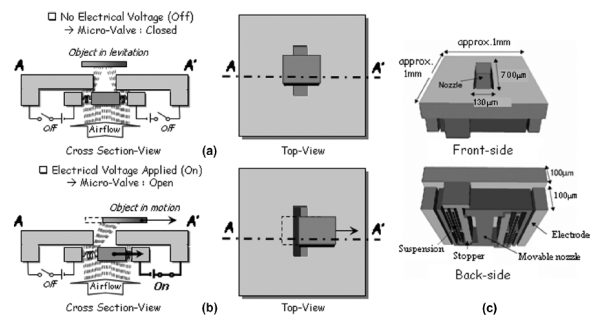 ☐ No Electrical Voltage (Off)
→ Micro-Valve : Closed
Object in levitation
A A'
Off Off
Airflow
Cross Section-View
(a)
A A'
Top-View
☐ Electrical Voltage Applied (On)
→ Micro-Valve : Open
Object in motion
A A'
Off On
Airflow
Cross Section-View
(b)
A A'
Top-View
(c)
approx.1mm
approx.
1mm
Nozzle
700μm
130μm
Front-side
100μm
100μm
Electrode
Suspension
Stopper
Movable nozzle
Back-side